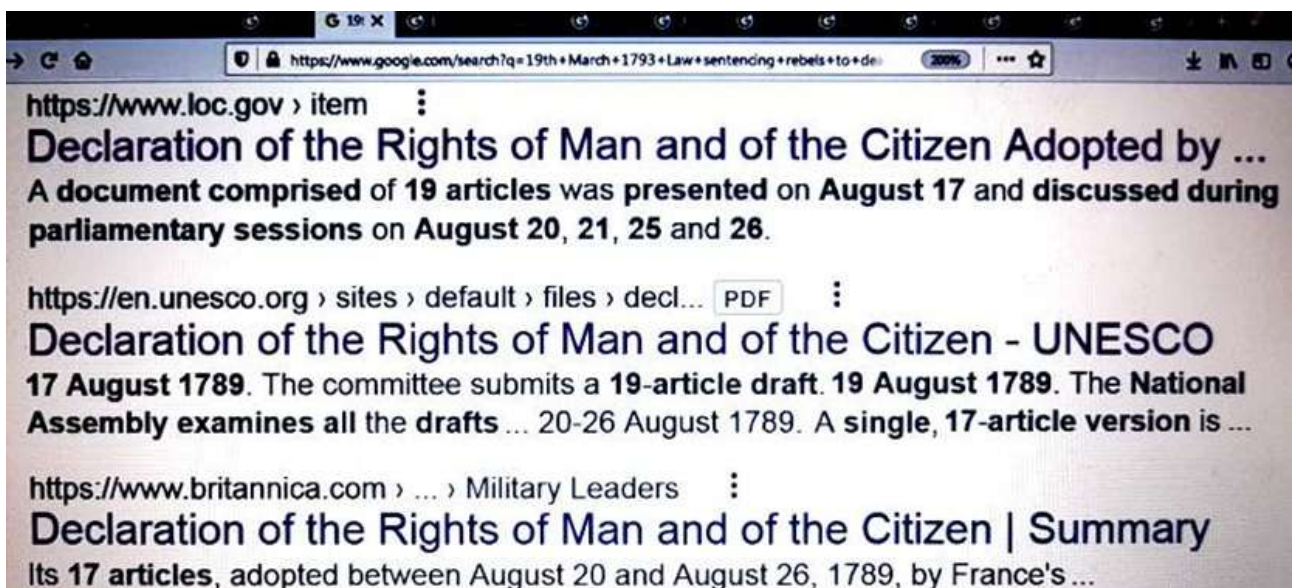 G 19
https://www.google.com/search?q=19th+March+1793+Law+sentencing+rebels+to+de
200%
https://www.loc.gov › item
Declaration of the Rights of Man and of the Citizen Adopted by ...
A document comprised of 19 articles was presented on August 17 and discussed during
parliamentary sessions on August 20, 21, 25 and 26.
https://en.unesco.org › sites › default › files › decl... PDF
Declaration of the Rights of Man and of the Citizen - UNESCO
17 August 1789. The committee submits a 19-article draft. 19 August 1789. The National
Assembly examines all the drafts ... 20-26 August 1789. A single, 17-article version is ...
https://www.britannica.com › ... › Military Leaders
Declaration of the Rights of Man and of the Citizen | Summary
Its 17 articles, adopted between August 20 and August 26, 1789, by France's ...